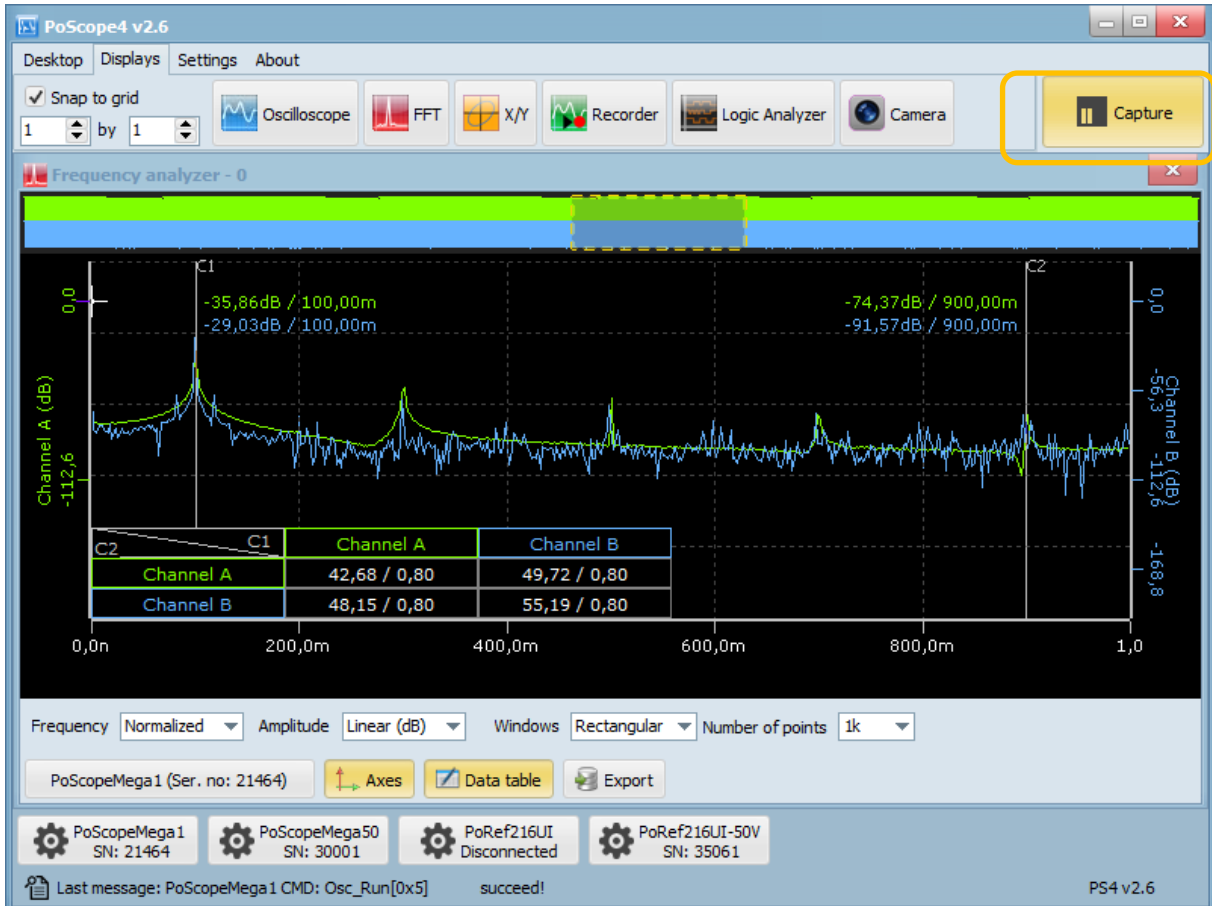 PoScope4 v2.6
Desktop Displays Settings About
Snap to grid
1 by 1
Oscilloscope FFT X/Y Recorder Logic Analyzer Camera Capture
Frequency analyzer - 0
C1 C2
-35,86dB / 100,00m -74,37dB / 900,00m
-29,03dB / 100,00m -91,57dB / 900,00m
Channel A (dB)
0,0
-112,6
Channel B (dB)
0,0
-56,3
-112,6
-168,8
C2 C1 Channel A Channel B
Channel A 42,68 / 0,80 49,72 / 0,80
Channel B 48,15 / 0,80 55,19 / 0,80
0,0n 200,0m 400,0m 600,0m 800,0m 1,0
Frequency Normalized Amplitude Linear (dB) Windows Rectangular Number of points 1k
PoScopeMega1 (Ser. no: 21464) Axes Data table Export
PoScopeMega1 PoScopeMega50 PoRef216UI PoRef216UI-50V
SN: 21464 SN: 30001 Disconnected SN: 35061
Last message: PoScopeMega1 CMD: Osc_Run[0x5] succeed! PS4 v2.6